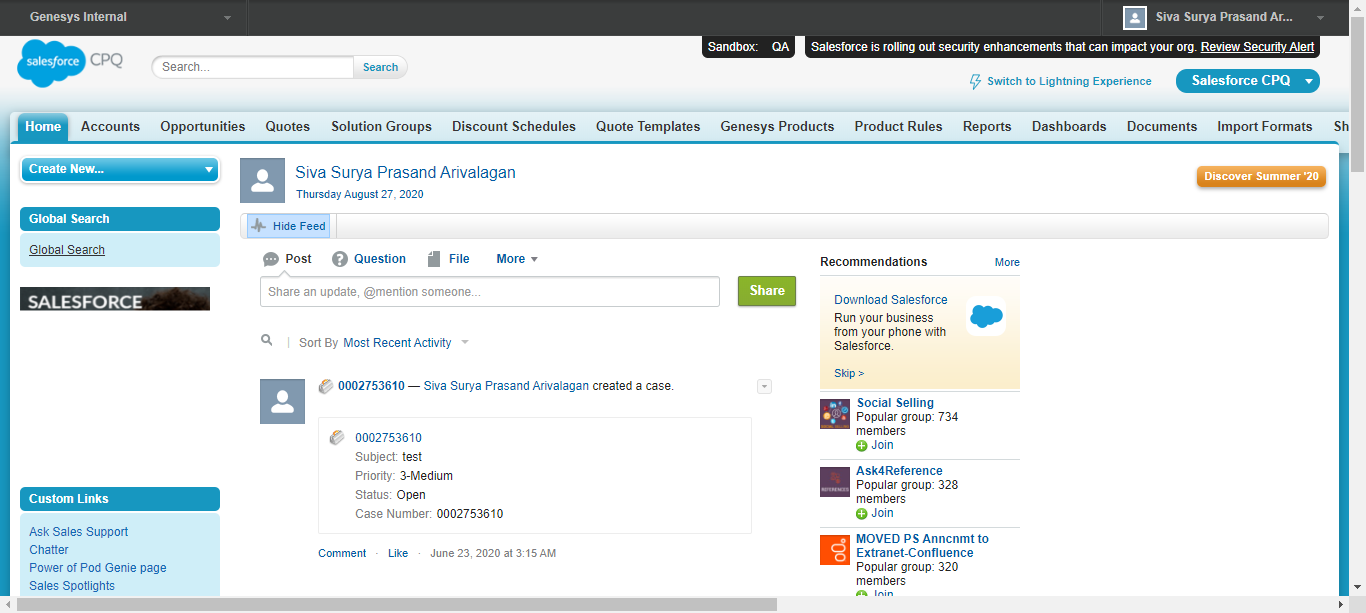 Genesys Internal
Siva Surya Prasand Ar...
salesforce CPQ
Search...
Search
Sandbox: QA
Salesforce is rolling out security enhancements that can impact your org. Review Security Alert
Switch to Lightning Experience
Salesforce CPQ
Home Accounts Opportunities Quotes Solution Groups Discount Schedules Quote Templates Genesys Products Product Rules Reports Dashboards Documents Import Formats Sh
Create New...
Global Search
Global Search
SALESFORCE
Custom Links
Ask Sales Support
Chatter
Power of Pod Genie page
Sales Spotlights
Siva Surya Prasand Arivalagan
Thursday August 27, 2020
Discover Summer '20
Hide Feed
Post Question File More
Share an update, @mention someone...
Share
Sort By Most Recent Activity
0002753610 — Siva Surya Prasand Arivalagan created a case.
0002753610
Subject: test
Priority: 3-Medium
Status: Open
Case Number: 0002753610
Comment · Like · June 23, 2020 at 3:15 AM
Recommendations More
Download Salesforce
Run your business
from your phone with
Salesforce.
Skip >
Social Selling
Popular group: 734
members
Join
Ask4Reference
Popular group: 328
members
Join
MOVED PS Anncnmt to
Extranet-Confluence
Popular group: 320
members
Join